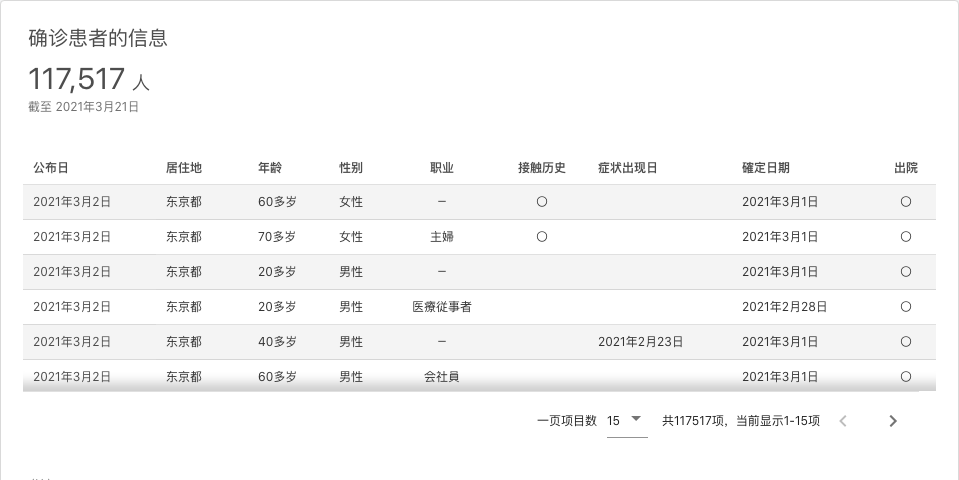 确诊患者的信息
117,517 人
截至 2021年3月21日
公布日 居住地 年龄 性别 职业 接触历史 症状出现日 確定日期 出院
2021年3月2日 东京都 60多岁 女性 − ○ 2021年3月1日 ○
2021年3月2日 东京都 70多岁 女性 主婦 ○ 2021年3月1日 ○
2021年3月2日 东京都 20多岁 男性 − 2021年3月1日 ○
2021年3月2日 东京都 20多岁 男性 医療従事者 2021年2月28日 ○
2021年3月2日 东京都 40多岁 男性 − 2021年2月23日 2021年3月1日 ○
2021年3月2日 东京都 60多岁 男性 会社員 2021年3月1日 ○
一页项目数 15 共117517项，当前显示1-15项